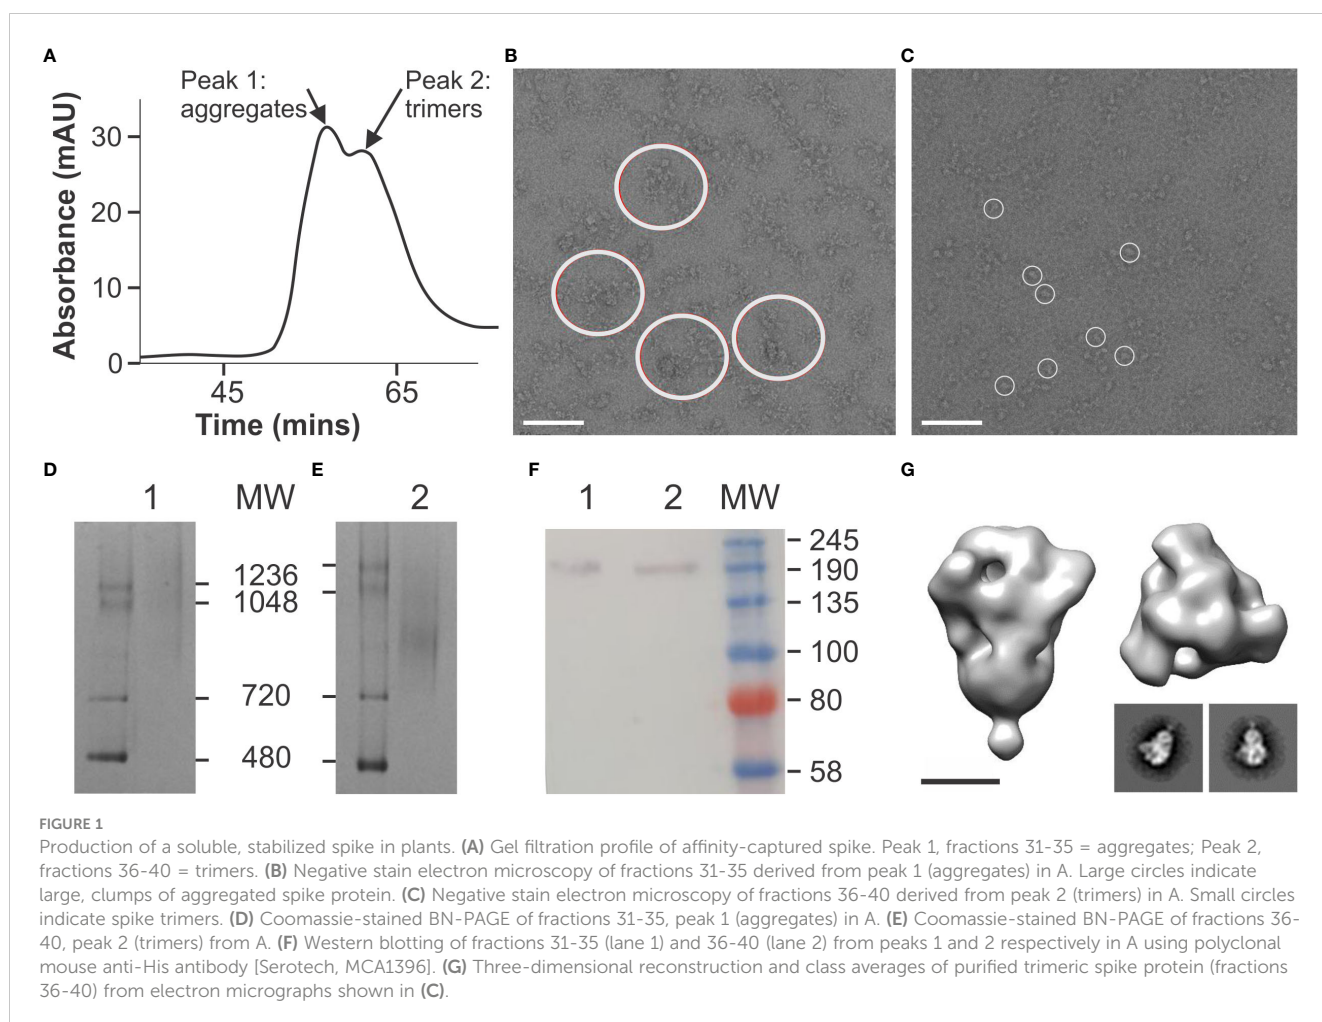 A
Peak 1:
aggregates
Peak 2:
trimers
Absorbance (mAU)
30
20
10
0
45
65
Time (mins)
B
C
D
1
MW
1236
1048
720
480
E
2
F
1
2
MW
245
190
135
100
80
58
G
FIGURE 1
Production of a soluble, stabilized spike in plants. (A) Gel filtration profile of affinity-captured spike. Peak 1, fractions 31-35 = aggregates; Peak 2,
fractions 36-40 = trimers. (B) Negative stain electron microscopy of fractions 31-35 derived from peak 1 (aggregates) in A. Large circles indicate
large, clumps of aggregated spike protein. (C) Negative stain electron microscopy of fractions 36-40 derived from peak 2 (trimers) in A. Small circles
indicate spike trimers. (D) Coomassie-stained BN-PAGE of fractions 31-35, peak 1 (aggregates) in A. (E) Coomassie-stained BN-PAGE of fractions 36-
40, peak 2 (trimers) from A. (F) Western blotting of fractions 31-35 (lane 1) and 36-40 (lane 2) from peaks 1 and 2 respectively in A using polyclonal
mouse anti-His antibody [Serotech, MCA1396]. (G) Three-dimensional reconstruction and class averages of purified trimeric spike protein (fractions
36-40) from electron micrographs shown in (C).